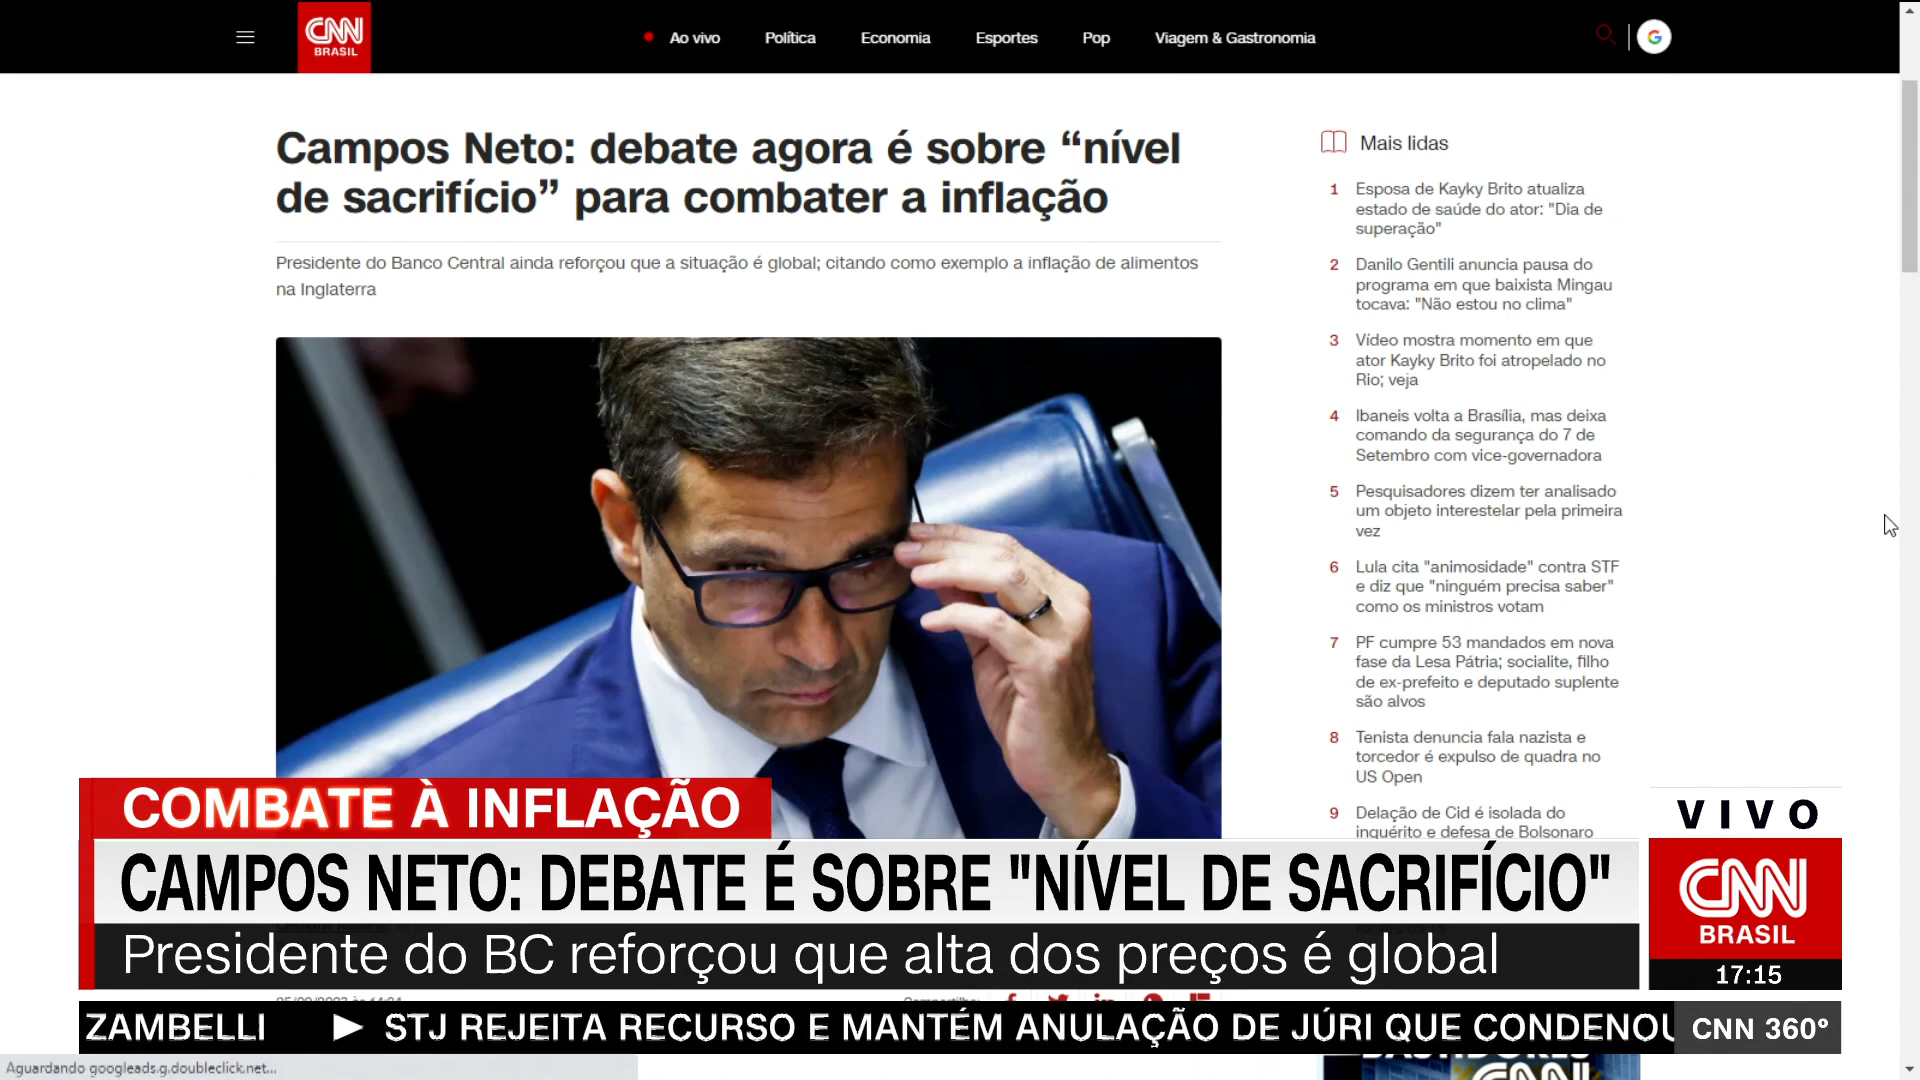 CNN
BRASIL
Ao vivo
Política
Economia
Esportes
Pop
Viagem & Gastronomia
G
Campos Neto: debate agora é sobre “nível
de sacrifício” para combater a inflação
Presidente do Banco Central ainda reforçou que a situação é global; citando como exemplo a inflação de alimentos
na Inglaterra
Mais lidas
1 Esposa de Kayky Brito atualiza
estado de saúde do ator: "Dia de
superação"
2 Danilo Gentili anuncia pausa do
programa em que baixista Mingau
tocava: "Não estou no clima"
3 Vídeo mostra momento em que
ator Kayky Brito foi atropelado no
Rio; veja
4 Ibaneis volta a Brasília, mas deixa
comando da segurança do 7 de
Setembro com vice-governadora
5 Pesquisadores dizem ter analisado
um objeto interestelar pela primeira
vez
6 Lula cita "animosidade" contra STF
e diz que "ninguém precisa saber"
como os ministros votam
7 PF cumpre 53 mandados em nova
fase da Lesa Pátria; socialite, filho
de ex-prefeito e deputado suplente
são alvos
8 Tenista denuncia fala nazista e
torcedor é expulso de quadra no
US Open
9 Delação de Cid é isolada do
inquérito e defesa de Bolsonaro
COMBATE À INFLAÇÃO
CAMPOS NETO: DEBATE É SOBRE "NÍVEL DE SACRIFÍCIO"
Presidente do BC reforçou que alta dos preços é global
VIVO
CNN
BRASIL
17:15
ZAMBELLI ▶ STJ REJEITA RECURSO E MANTÉM ANULAÇÃO DE JÚRI QUE CONDENOU
CNN 360°
Aguardando googleads.g.doubleclick.net...
CNN